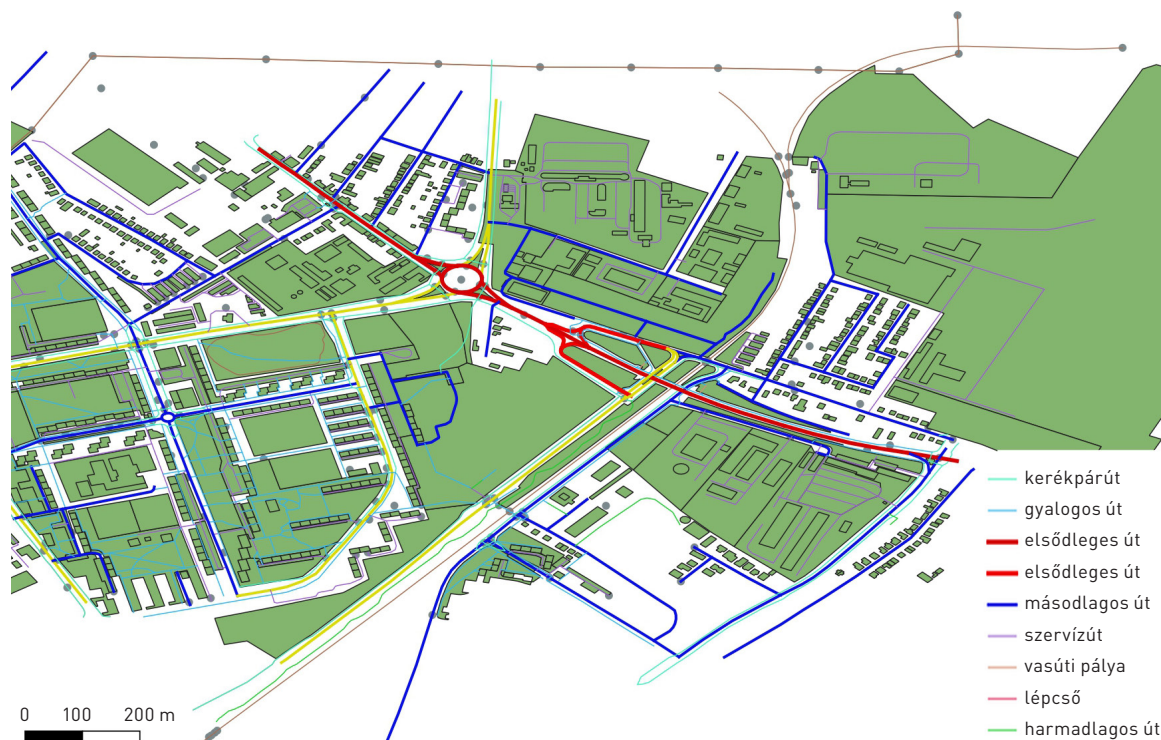 kerékpárút
gyalogos út
elsődleges út
elsődleges út
másodlagos út
szervízút
vasúti pálya
lépcső
harmadlagos út
0 100 200 m